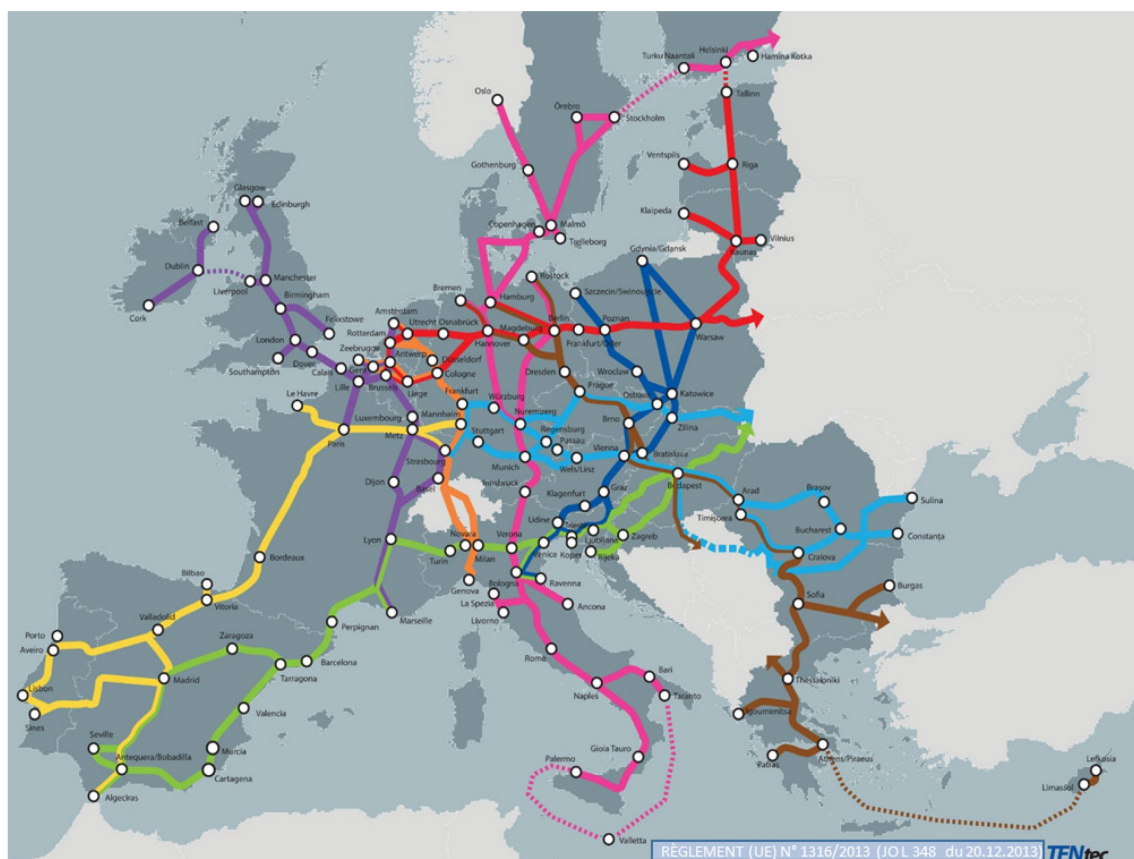 Helsinki
Turku Naantali
Hamina Kotka
Oslo
Örebro
Stockholm
Tallinn
Ventspils
Riga
Gothenburg
Glasgow
Edinburgh
Klaipeda
Belfast
Copenhagen
Malmö
Trelleborg
Kaunas
Vilnius
Gdynia/Gdansk
Dublin
Liverpool
Manchester
Rostock
Szczecin/Swinoujscie
Cork
Birmingham
Bremen
Hamburg
Amsterdam
Felixstowe
Utrecht
Osnabrück
Magdeburg
Berlin
Poznan
Rotterdam
London
Zeebrugge
Hannover
Frankfurt/Oder
Warsaw
Southampton
Dover
Calais
Gent
Antwerp
Düsseldorf
Cologne
Dresden
Wroclaw
Lille
Brussels
Liege
Prague
Katowice
Le Havre
Frankfurt
Würzburg
Ostrava
Luxembourg
Mannheim
Nuremberg
Brno
Zilina
Paris
Metz
Stuttgart
Regensburg
Passau
Strasbourg
Munich
Wels/Linz
Vienna
Bratislava
Dijon
Basel
Innsbruck
Klagenfurt
Graz
Budapest
Arad
Braşov
Sulina
Timişoara
Bucharest
Constanţa
Udine
Lyon
Novara
Verona
Trieste
Ljubljana
Zagreb
Turin
Milan
Venice
Koper
Rijeka
Craiova
Bordeaux
Genova
Bologna
Ravenna
Bilbao
Vitoria
La Spezia
Ancona
Livorno
Marseille
Sofia
Burgas
Valladolid
Perpignan
Porto
Aveiro
Zaragoza
Barcelona
Rome
Tarragona
Madrid
Bari
Thessaloniki
Lisbon
Naples
Taranto
Sines
Valencia
Igoumenitsa
Seville
Murcia
Gioia Tauro
Antequera/Bobadilla
Cartagena
Palermo
Patras
Athens/Piraeus
Lefkosia
Limassol
Algeciras
Valletta
RÈGLEMENT (UE) N° 1316/2013 (JO L 348 du 20.12.2013)
TENtec